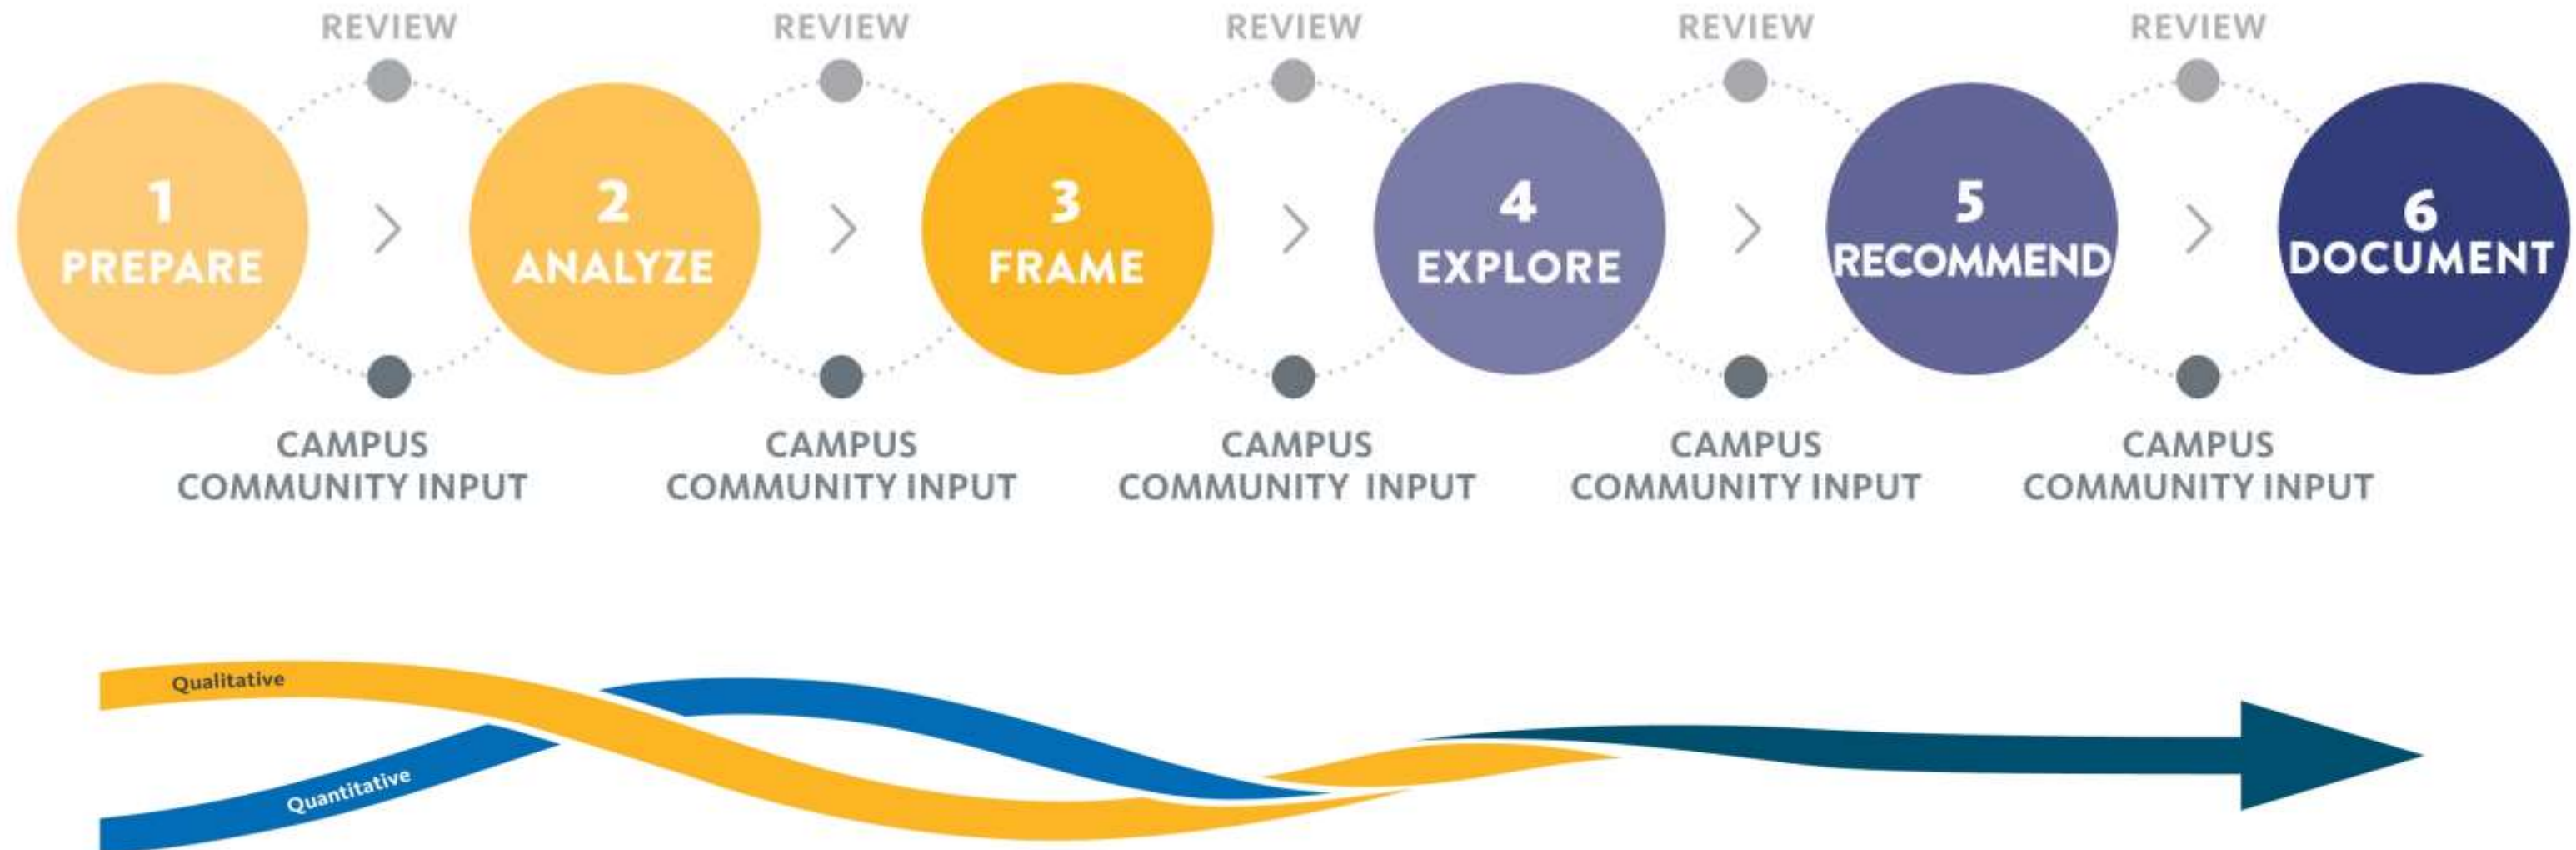 REVIEW
REVIEW
REVIEW
REVIEW
REVIEW
1
PREPARE
2
ANALYZE
3
FRAME
4
EXPLORE
5
RECOMMEND
6
DOCUMENT
CAMPUS
COMMUNITY INPUT
CAMPUS
COMMUNITY INPUT
CAMPUS
COMMUNITY INPUT
CAMPUS
COMMUNITY INPUT
CAMPUS
COMMUNITY INPUT
Qualitative
Quantitative